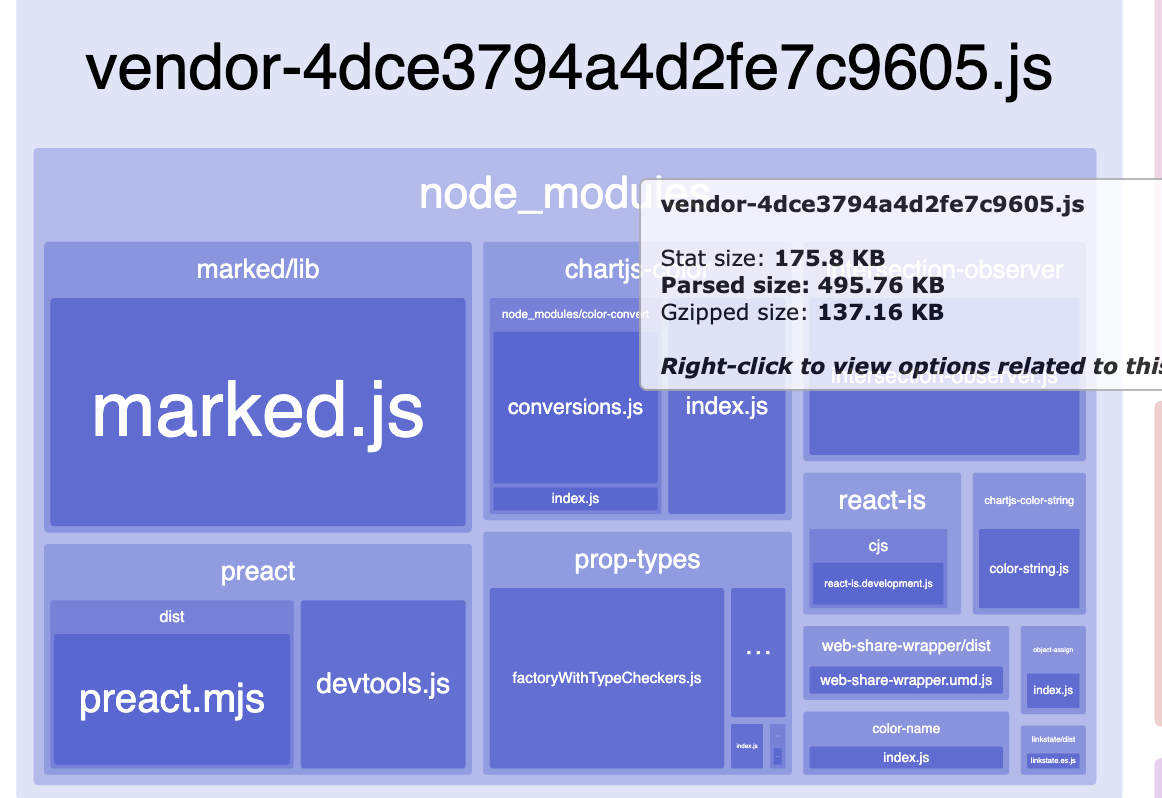 vendor-4dce3794a4d2fe7c9605.js
node_modules
vendor-4dce3794a4d2fe7c9605.js
Stat size: 175.8 KB
Parsed size: 495.76 KB
Gzipped size: 137.16 KB
Right-click to view options related to this
marked/lib
marked.js
chartjs-color
node_modules/color-convert
conversions.js
index.js
index.js
intersection-observer
intersection-observer.js
preact
dist
preact.mjs
devtools.js
prop-types
factoryWithTypeCheckers.js
...
index.js
react-is
cjs
react-is.development.js
chartjs-color-string
color-string.js
web-share-wrapper/dist
web-share-wrapper.umd.js
object-assign
index.js
color-name
index.js
linkstate/dist
linkstate.es.js